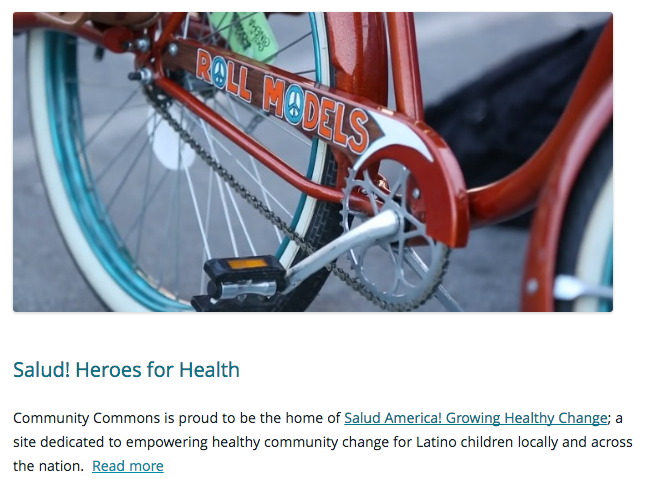 ROLL MODELS
Salud! Heroes for Health
Community Commons is proud to be the home of Salud America! Growing Healthy Change; a
site dedicated to empowering healthy community change for Latino children locally and across
the nation. Read more